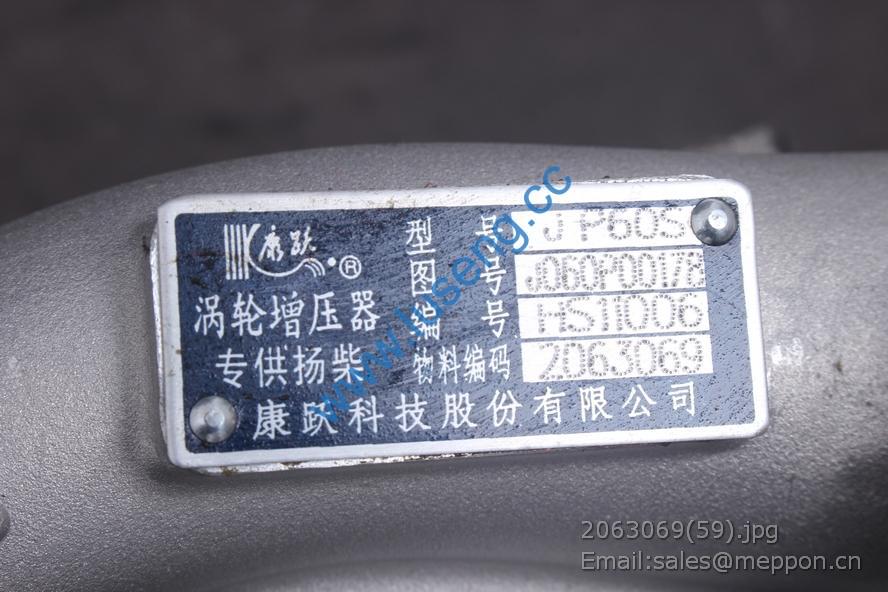 康跃 ®
型 号 JP60S
图 号 J060P00178
涡轮增压器 编 号 HS11006
专供扬柴 物料编码 2063069
康跃科技股份有限公司
www.luseng.cc
2063069(59).jpg
Email:sales@meppon.cn